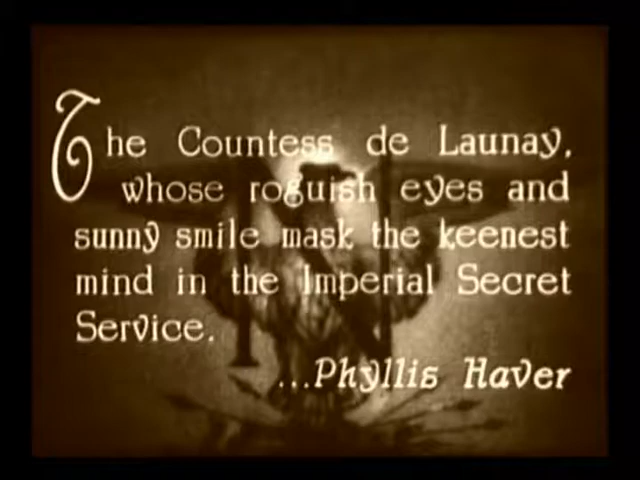 The Countess de Launay,
whose roguish eyes and
sunny smile mask the keenest
mind in the Imperial Secret
Service.
...Phyllis Haver